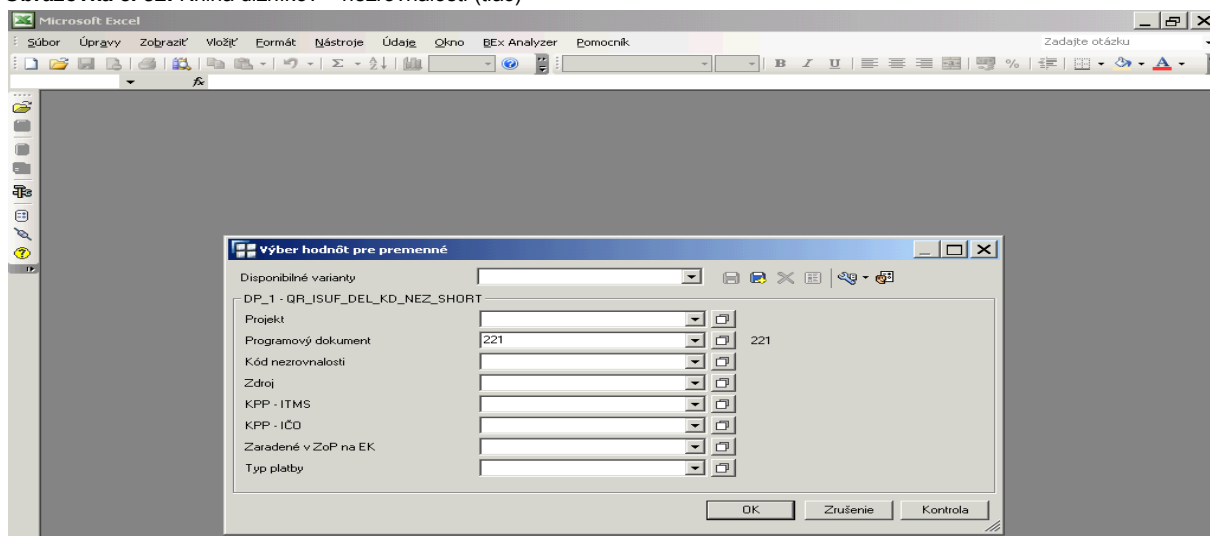 Microsoft Excel
Súbor Úpravy Zobraziť Vložiť Formát Nástroje Údaje Okno BEx Analyzer Pomocník Zadajte otázku
Výber hodnôt pre premenné
Disponibilné varianty
DP_1 - QR_ISUF_DEL_KD_NEZ_SHORT
Projekt
Programový dokument 221 221
Kód nezrovnalosti
Zdroj
KPP - ITMS
KPP - IČO
Zaradené v ZoP na EK
Typ platby
OK Zrušenie Kontrola